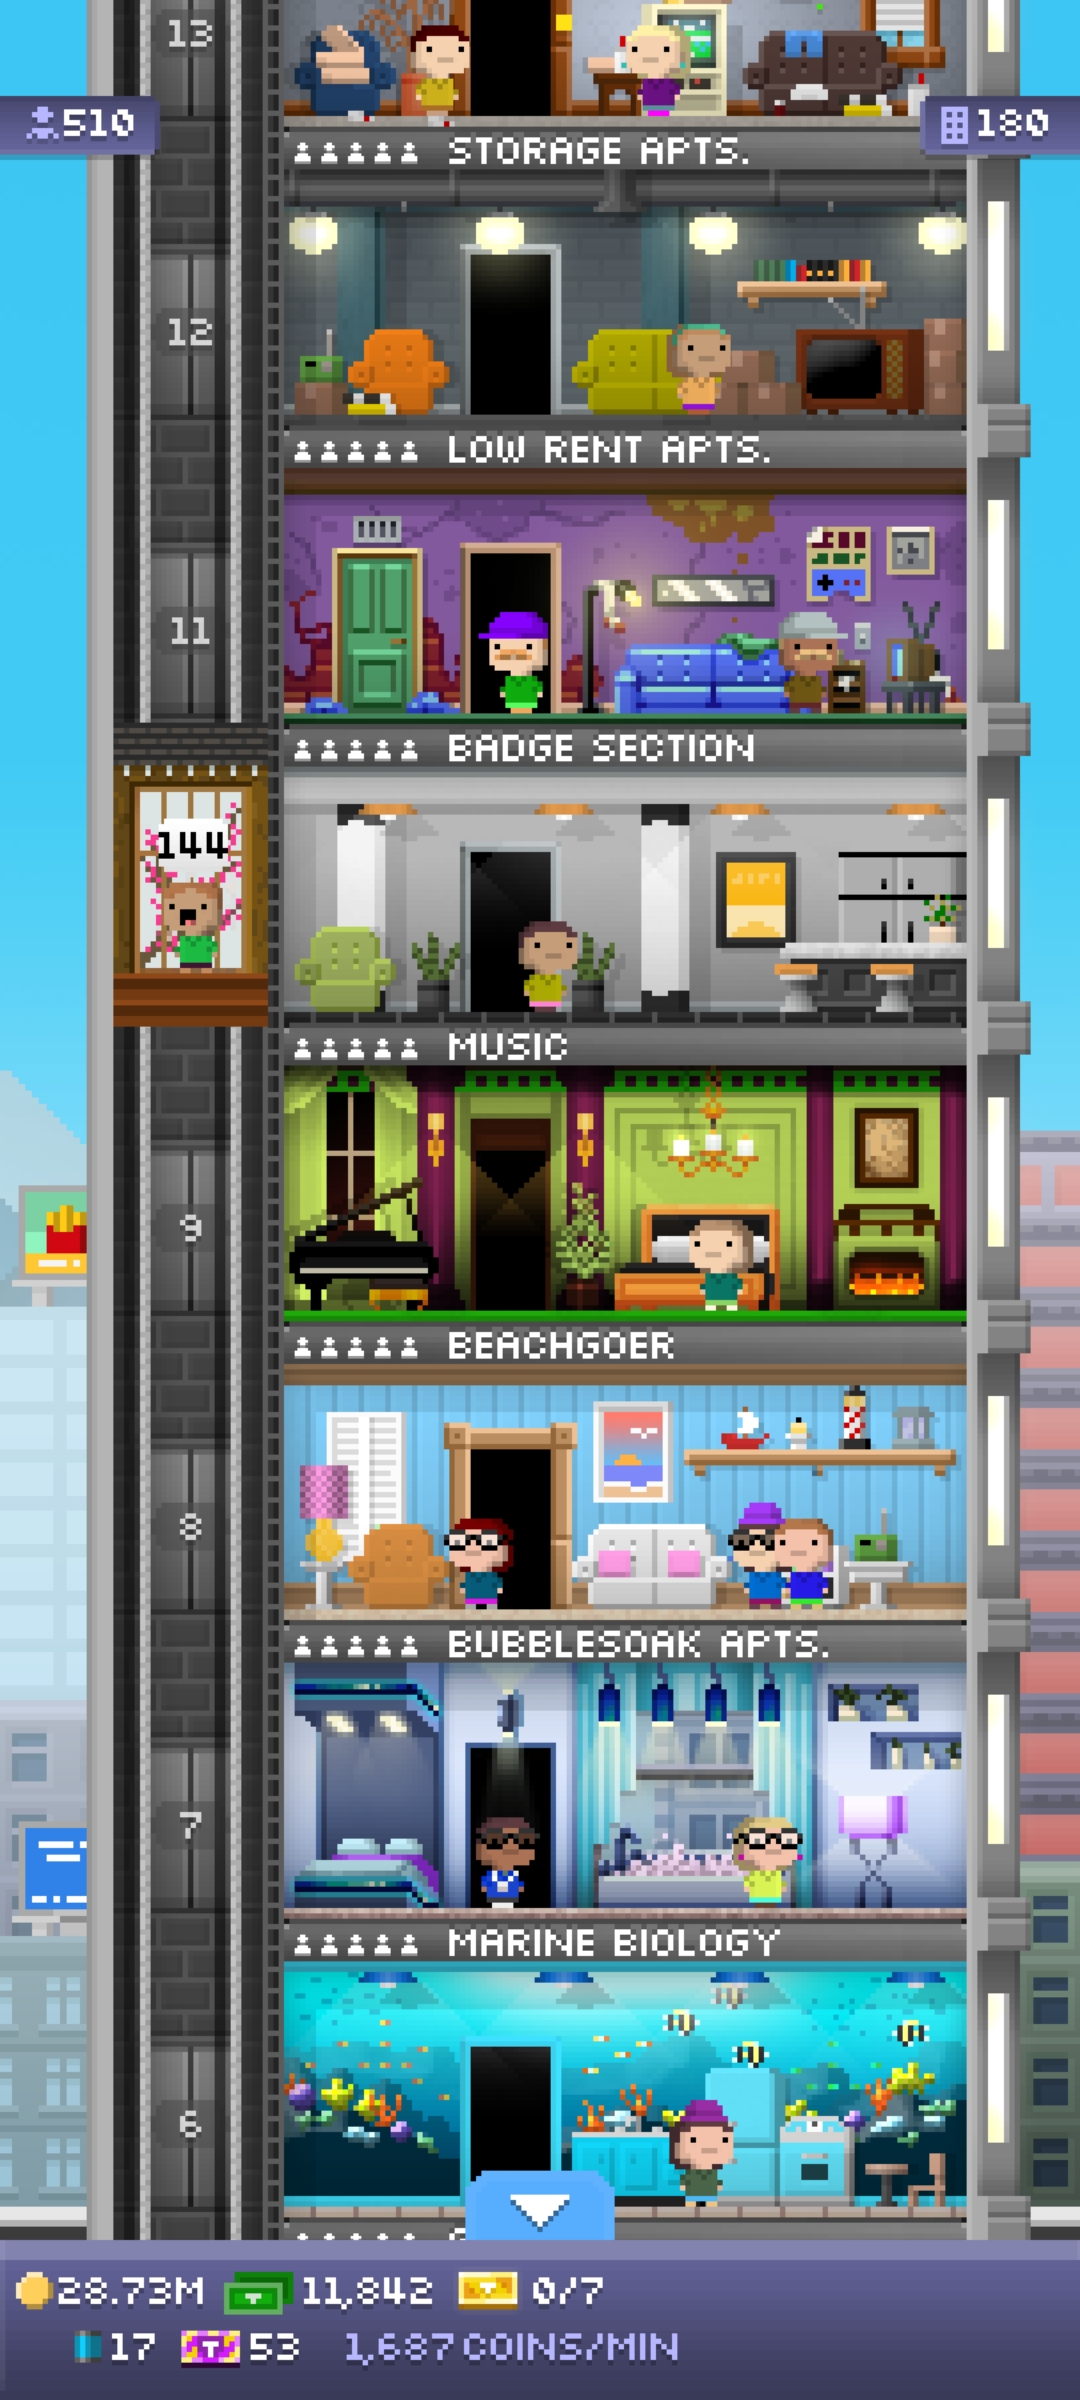 13
510
180
STORAGE APTS.
12
LOW RENT APTS.
11
BADGE SECTION
144
MUSIC
9
BEACHGOER
8
BUBBLESOAK APTS.
7
MARINE BIOLOGY
6
28.73M 11,842 0/7
17 53 1,687 COINS/MIN